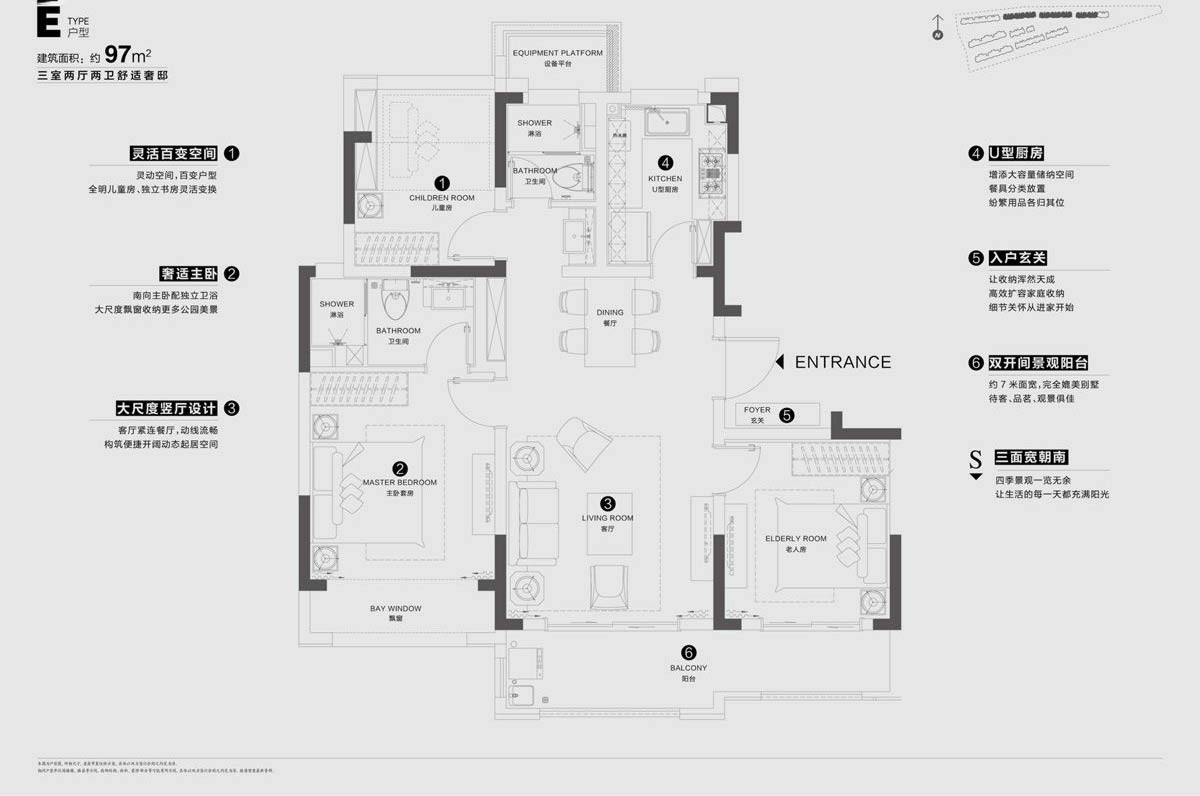 E TYPE
户型
建筑面积：约97m²
三室两厅两卫舒适奢邸
灵活百变空间 1
灵动空间，百变户型
全明儿童房、独立书房灵活变换
奢适主卧 2
南向主卧配独立卫浴
大尺度飘窗收纳更多公园美景
大尺度竖厅设计 3
客厅紧连餐厅，动线流畅
构筑便捷开阔动态起居空间
N
EQUIPMENT PLATFORM
设备平台
SHOWER
淋浴
BATHROOM
卫生间
1
CHILDREN ROOM
儿童房
热水器
4
KITCHEN
U型厨房
SHOWER
淋浴
BATHROOM
卫生间
DINING
餐厅
ENTRANCE
FOYER
玄关
5
2
MASTER BEDROOM
主卧套房
3
LIVING ROOM
客厅
ELDERLY ROOM
老人房
BAY WINDOW
飘窗
6
BALCONY
阳台
4 U型厨房
增添大容量储纳空间
餐具分类放置
纷繁用品各归其位
5 入户玄关
让收纳浑然天成
高效扩容家庭收纳
细节关怀从进家开始
6 双开间景观阳台
约7米面宽，完全媲美别墅
待客、品茗、观景俱佳
S 三面宽朝南
四季景观一览无余
让生活的每一天都充满阳光